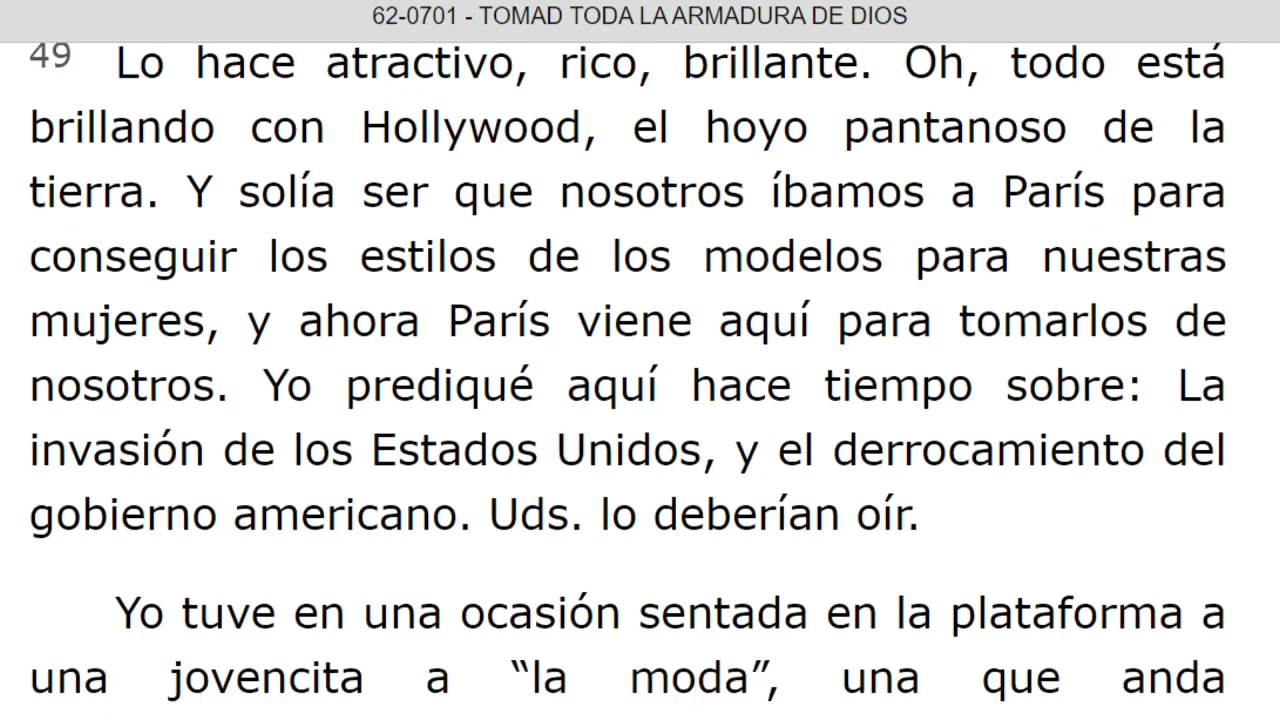 62-0701 - TOMAD TODA LA ARMADURA DE DIOS
49 Lo hace atractivo, rico, brillante. Oh, todo está
brillando con Hollywood, el hoyo pantanoso de la
tierra. Y solía ser que nosotros íbamos a París para
conseguir los estilos de los modelos para nuestras
mujeres, y ahora París viene aquí para tomarlos de
nosotros. Yo prediqué aquí hace tiempo sobre: La
invasión de los Estados Unidos, y el derrocamiento del
gobierno americano. Uds. lo deberían oír.
Yo tuve en una ocasión sentada en la plataforma a
una jovencita a “la moda”, una que anda